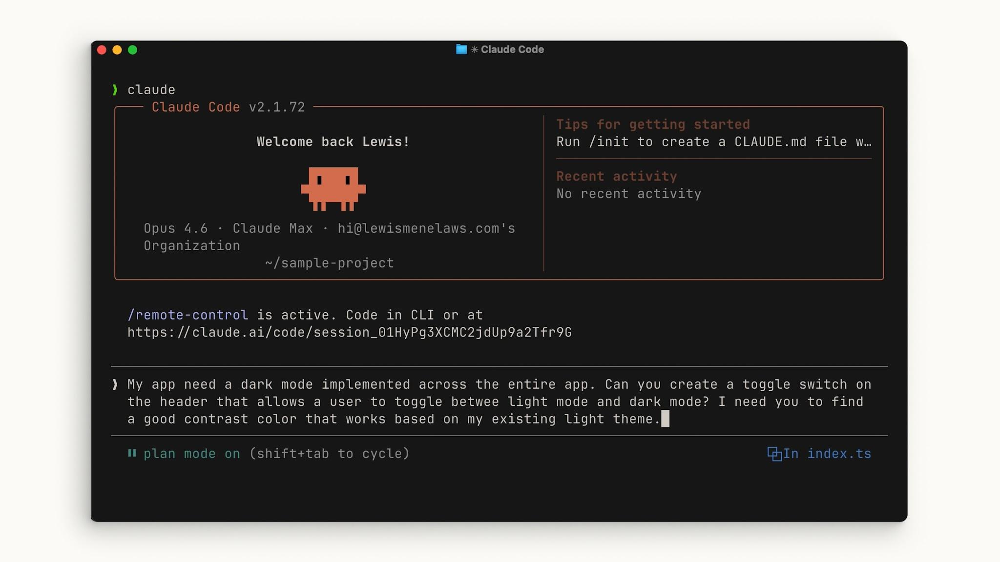 ✳ Claude Code
❯ claude
Claude Code v2.1.72
Welcome back Lewis!
Opus 4.6 · Claude Max · hi@lewismenelaws.com's
Organization
~/sample-project
Tips for getting started
Run /init to create a CLAUDE.md file w…
Recent activity
No recent activity
/remote-control is active. Code in CLI or at
https://claude.ai/code/session_01HyPg3XCMC2jdUp9a2Tfr9G
❯ My app need a dark mode implemented across the entire app. Can you create a toggle switch on
the header that allows a user to toggle betwee light mode and dark mode? I need you to find
a good contrast color that works based on my existing light theme.
⏸ plan mode on (shift+tab to cycle)
⧉ In index.ts